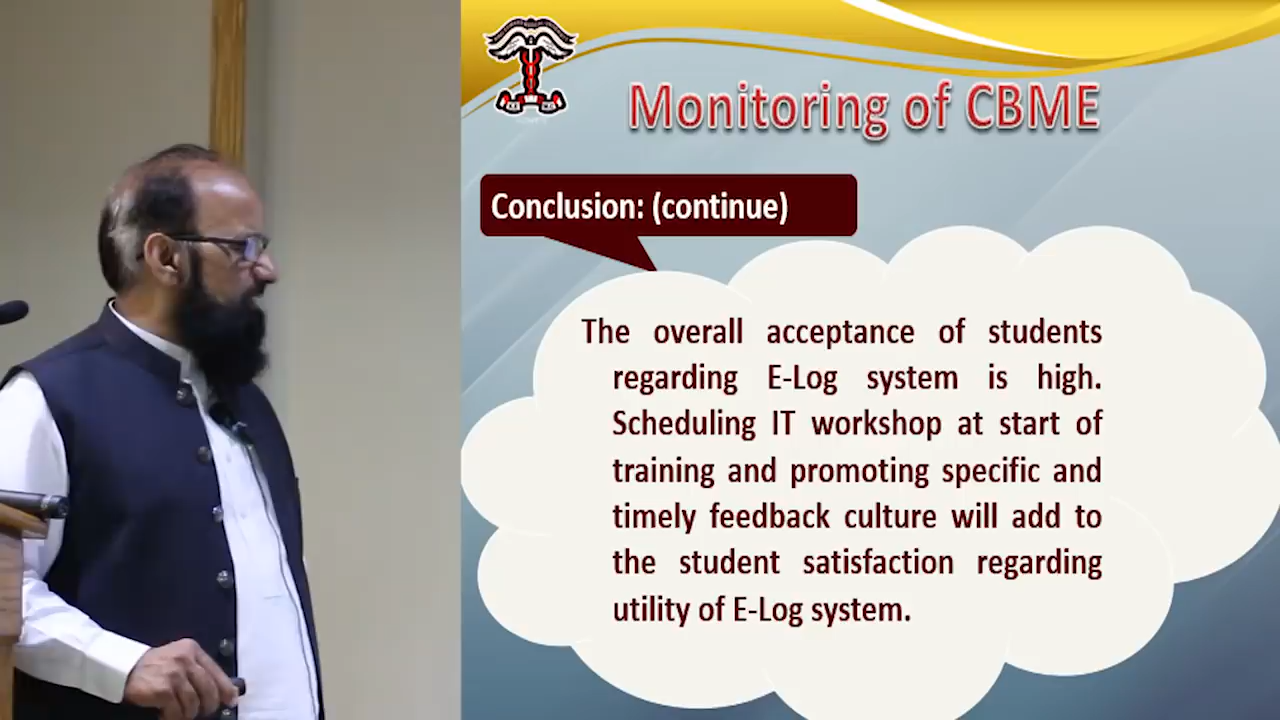 Monitoring of CBME
Conclusion: (continue)
The overall acceptance of students
regarding E-Log system is high.
Scheduling IT workshop at start of
training and promoting specific and
timely feedback culture will add to
the student satisfaction regarding
utility of E-Log system.